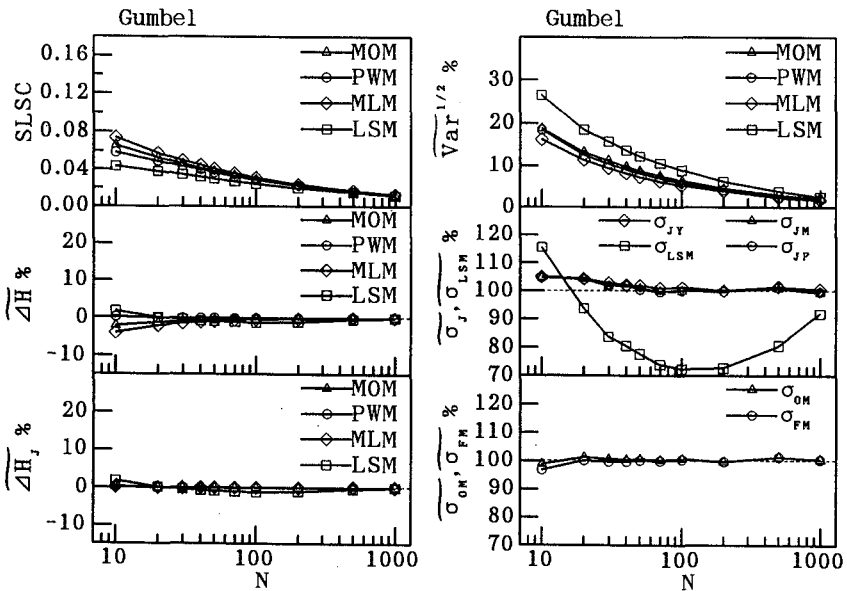 Gumbel
SLSC
0.16
0.12
0.08
0.04
0.00
MOM
PWM
MLM
LSM
ΔH %
20
10
0
-10
MOM
PWM
MLM
LSM
ΔH_J %
20
10
0
-10
MOM
PWM
MLM
LSM
10 100 1000
N
Gumbel
Var^1/2 %
30
20
10
0
MOM
PWM
MLM
LSM
σ_J, σ_LSM %
120
110
100
90
80
70
σ_JY σ_JM
σ_LSM σ_JP
σ_OM, σ_FM %
120
110
100
90
80
70
σ_OM
σ_FM
10 100 1000
N